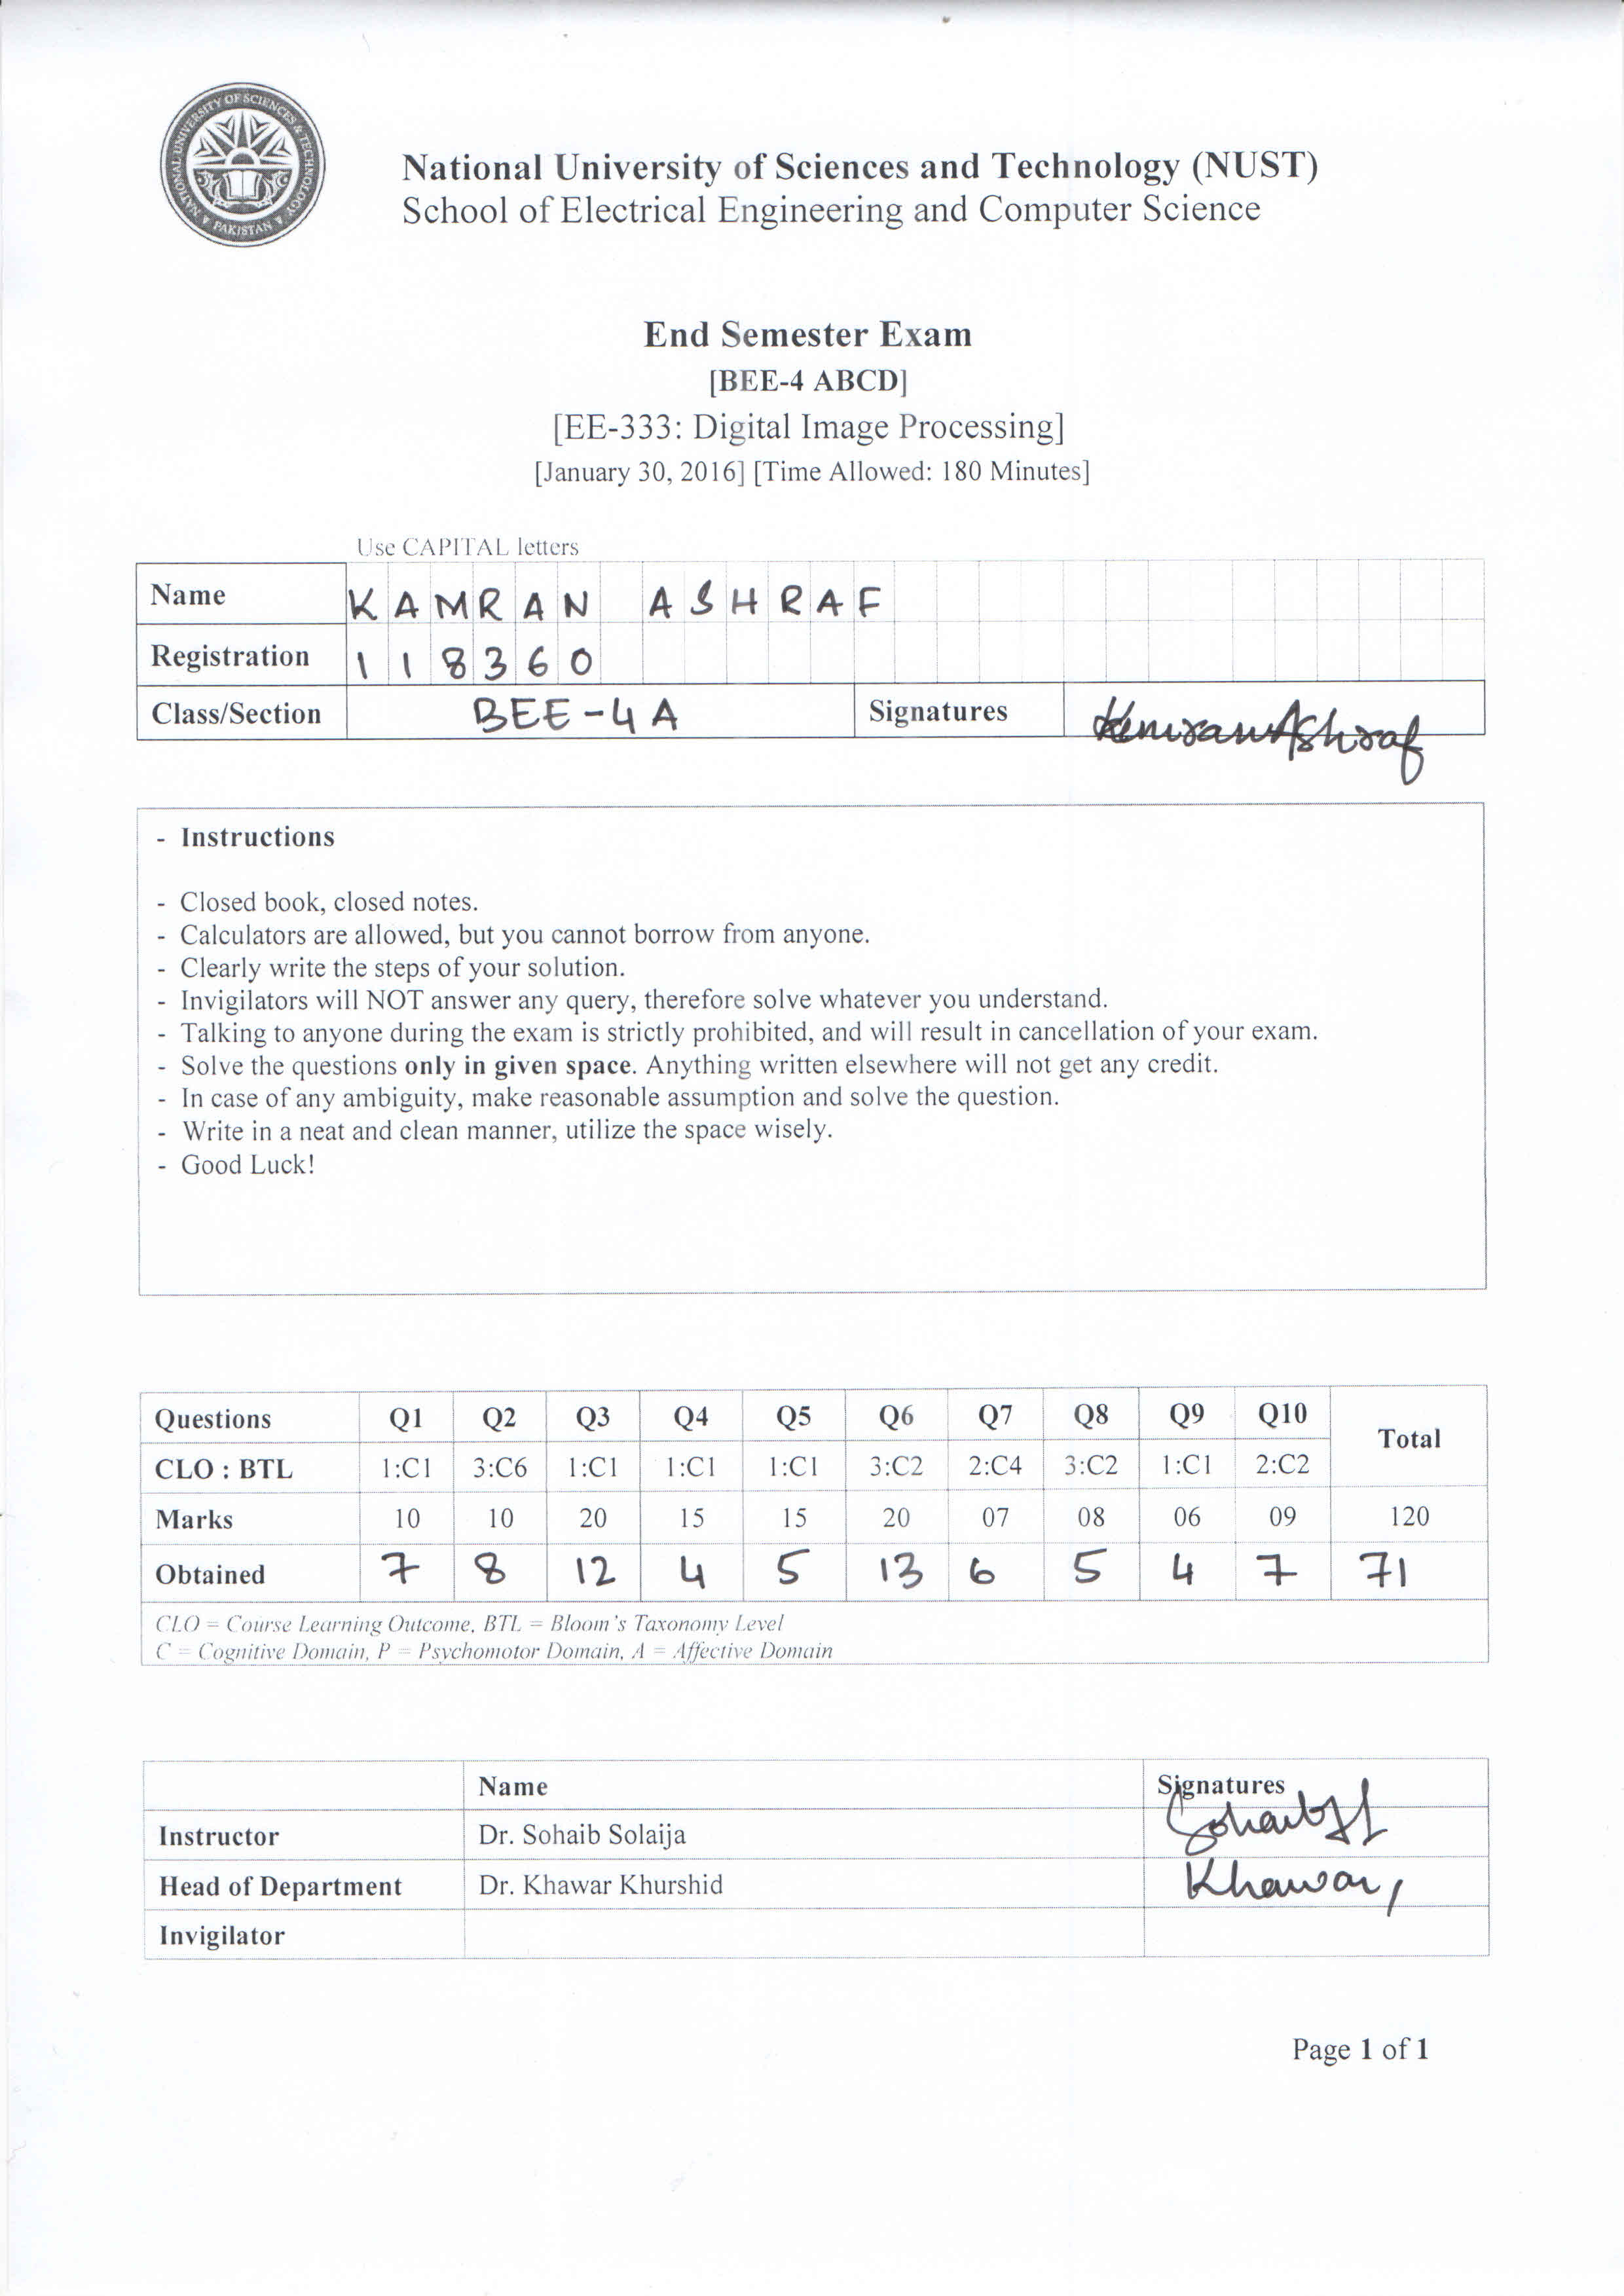 NATIONAL UNIVERSITY OF SCIENCES & TECHNOLOGY
PAKISTAN
National University of Sciences and Technology (NUST)
School of Electrical Engineering and Computer Science
End Semester Exam
[BEE-4 ABCD]
[EE-333: Digital Image Processing]
[January 30, 2016] [Time Allowed: 180 Minutes]
Use CAPITAL letters
Name KAMRAN ASHRAF
Registration 118360
Class/Section BEE-4A Signatures Kamran Ashraf
- Instructions
- Closed book, closed notes.
- Calculators are allowed, but you cannot borrow from anyone.
- Clearly write the steps of your solution.
- Invigilators will NOT answer any query, therefore solve whatever you understand.
- Talking to anyone during the exam is strictly prohibited, and will result in cancellation of your exam.
- Solve the questions only in given space. Anything written elsewhere will not get any credit.
- In case of any ambiguity, make reasonable assumption and solve the question.
- Write in a neat and clean manner, utilize the space wisely.
- Good Luck!
Questions Q1 Q2 Q3 Q4 Q5 Q6 Q7 Q8 Q9 Q10 Total
CLO : BTL 1:C1 3:C6 1:C1 1:C1 1:C1 3:C2 2:C4 3:C2 1:C1 2:C2
Marks 10 10 20 15 15 20 07 08 06 09 120
Obtained 7 8 12 4 5 13 6 5 4 7 71
CLO = Course Learning Outcome, BTL = Bloom's Taxonomy Level
C = Cognitive Domain, P = Psychomotor Domain, A = Affective Domain
Name Signatures
Instructor Dr. Sohaib Solaija Sohaib
Head of Department Dr. Khawar Khurshid Khawar
Invigilator
Page 1 of 1